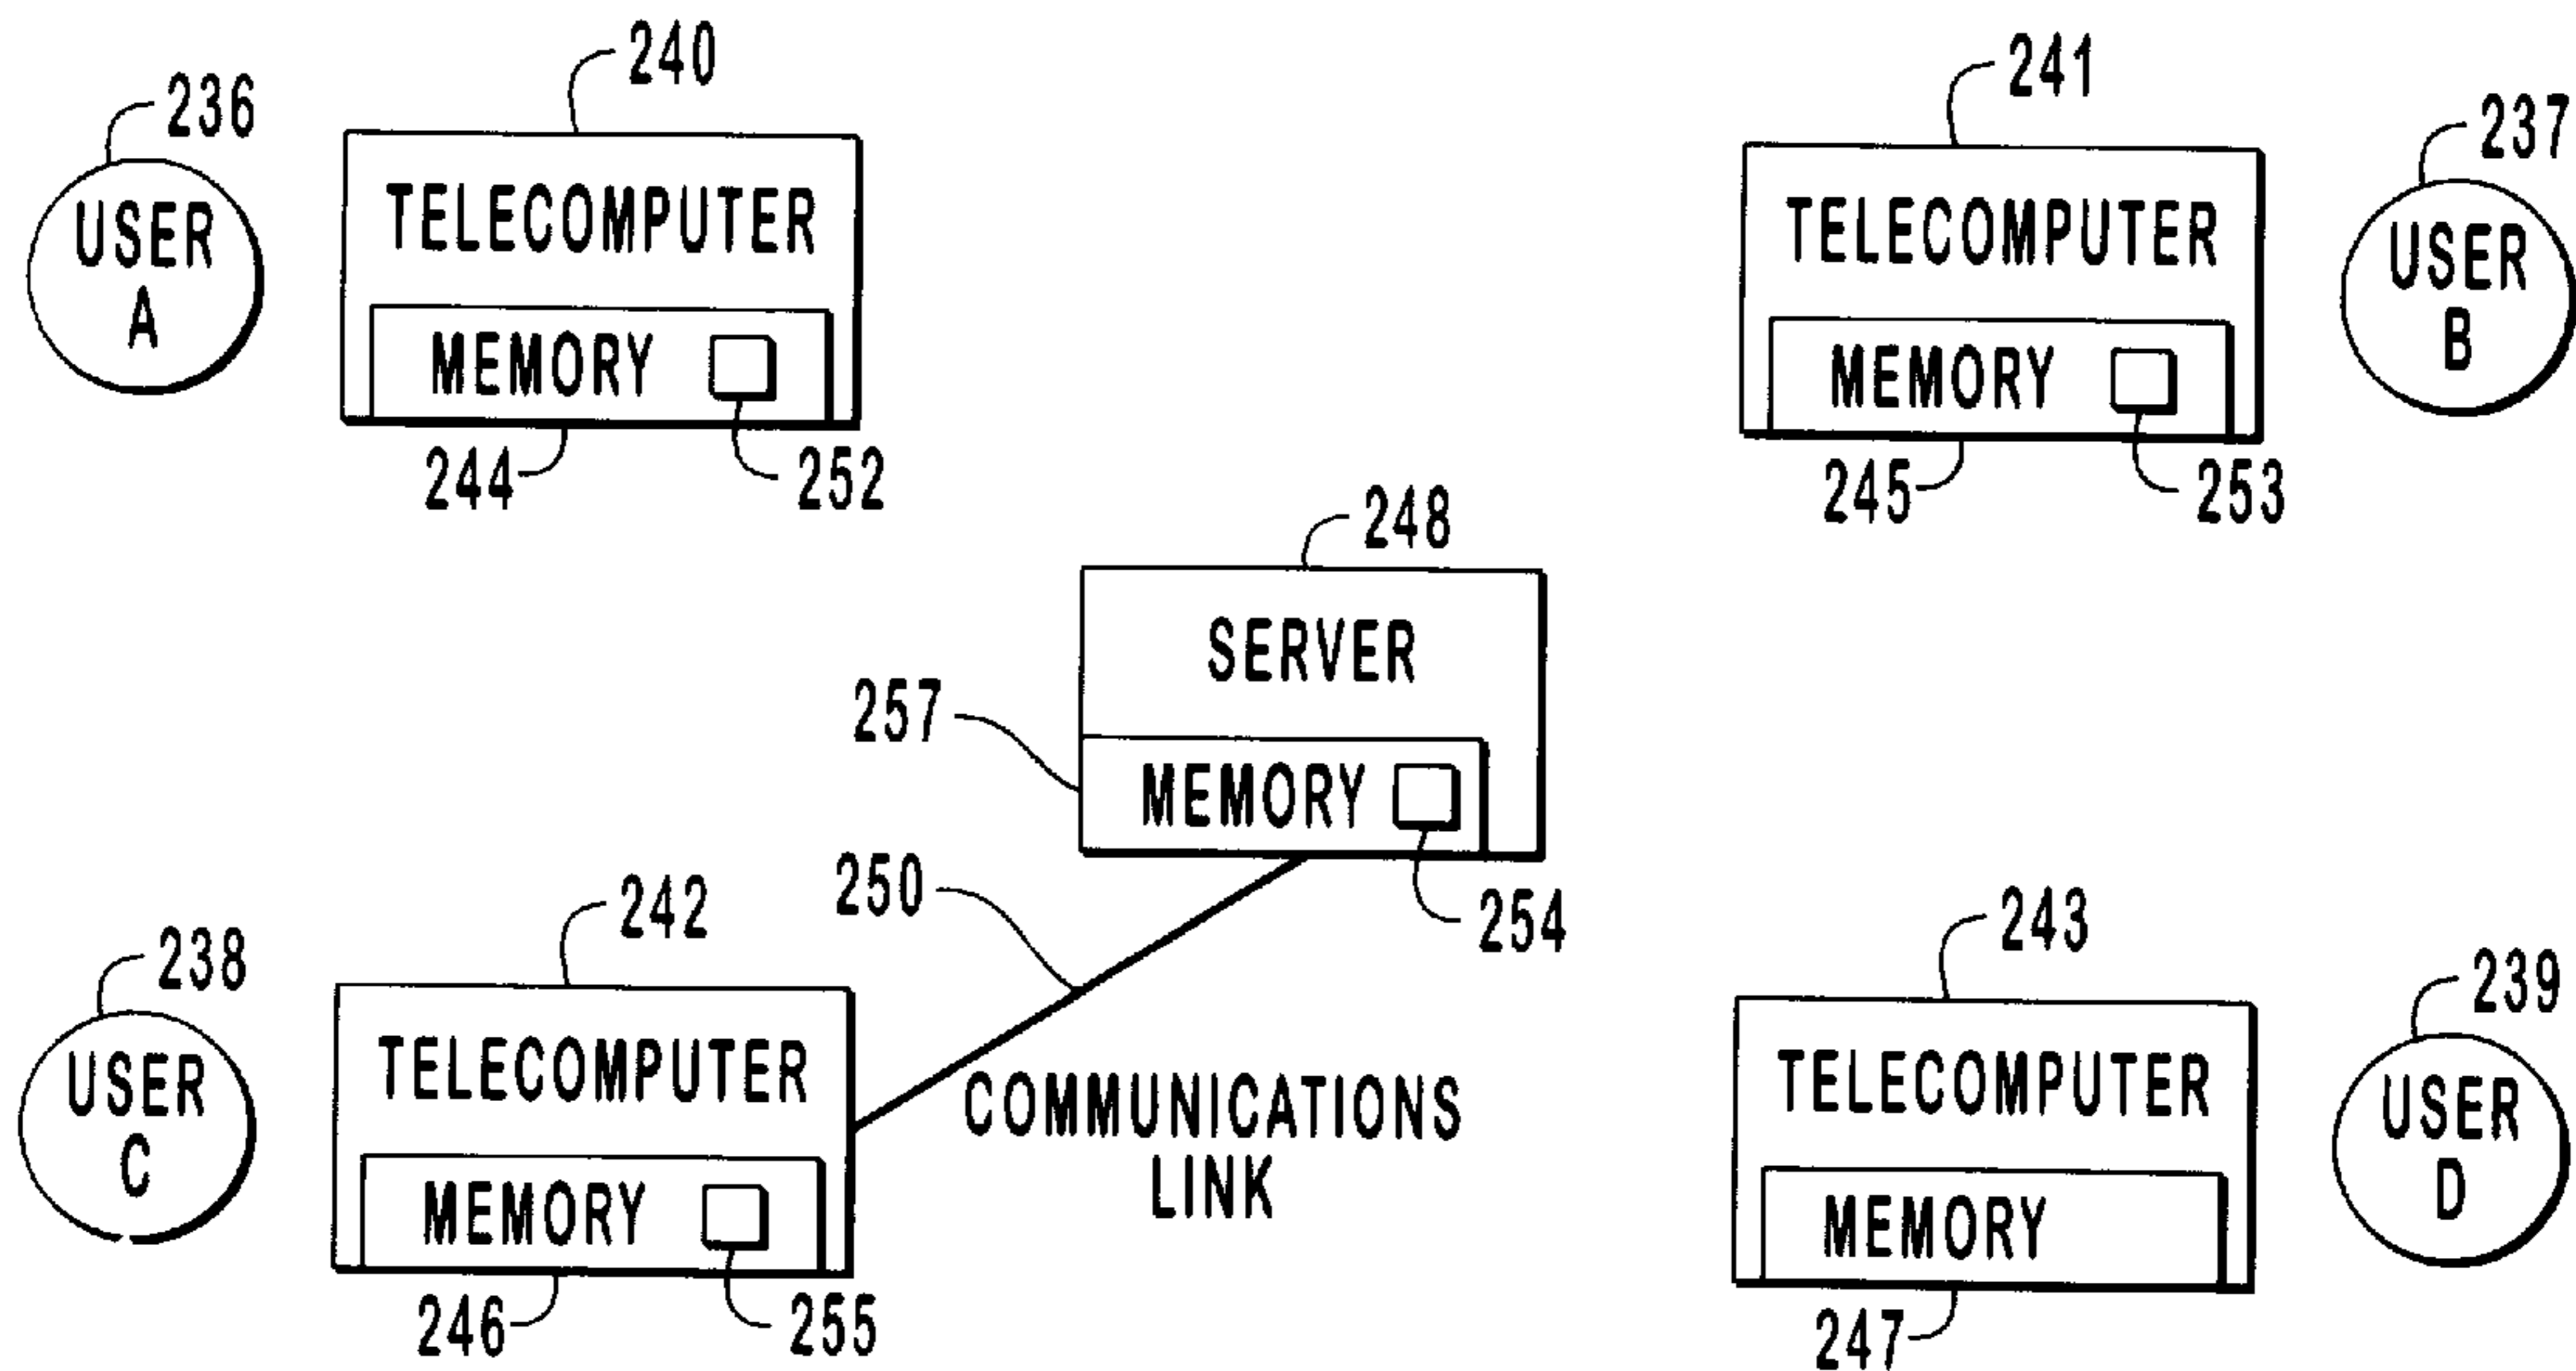 240
241
236
237
USER
A
TELECOMPUTER
MEMORY
244
252
TELECOMPUTER
MEMORY
245
253
USER
B
248
SERVER
257
MEMORY
254
250
COMMUNICATIONS
LINK
242
243
238
239
USER
C
TELECOMPUTER
MEMORY
246
255
TELECOMPUTER
MEMORY
247
USER
D